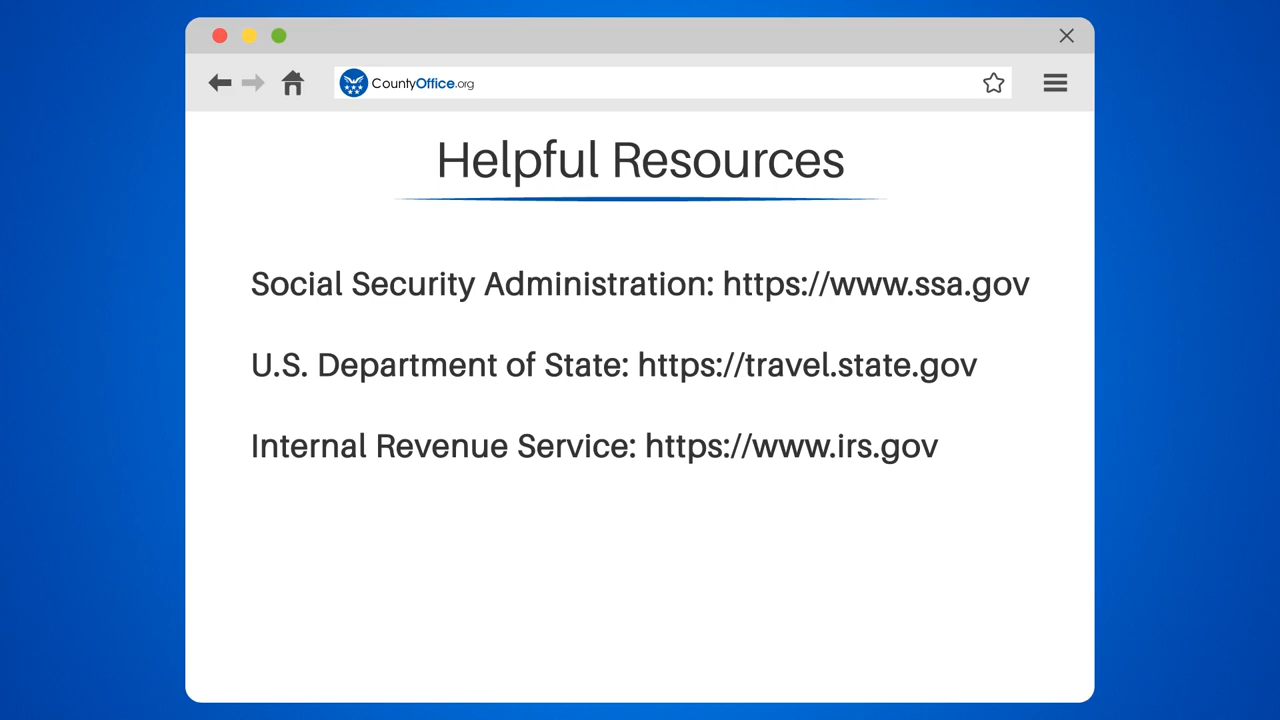 CountyOffice.org
Helpful Resources
Social Security Administration: https://www.ssa.gov
U.S. Department of State: https://travel.state.gov
Internal Revenue Service: https://www.irs.gov